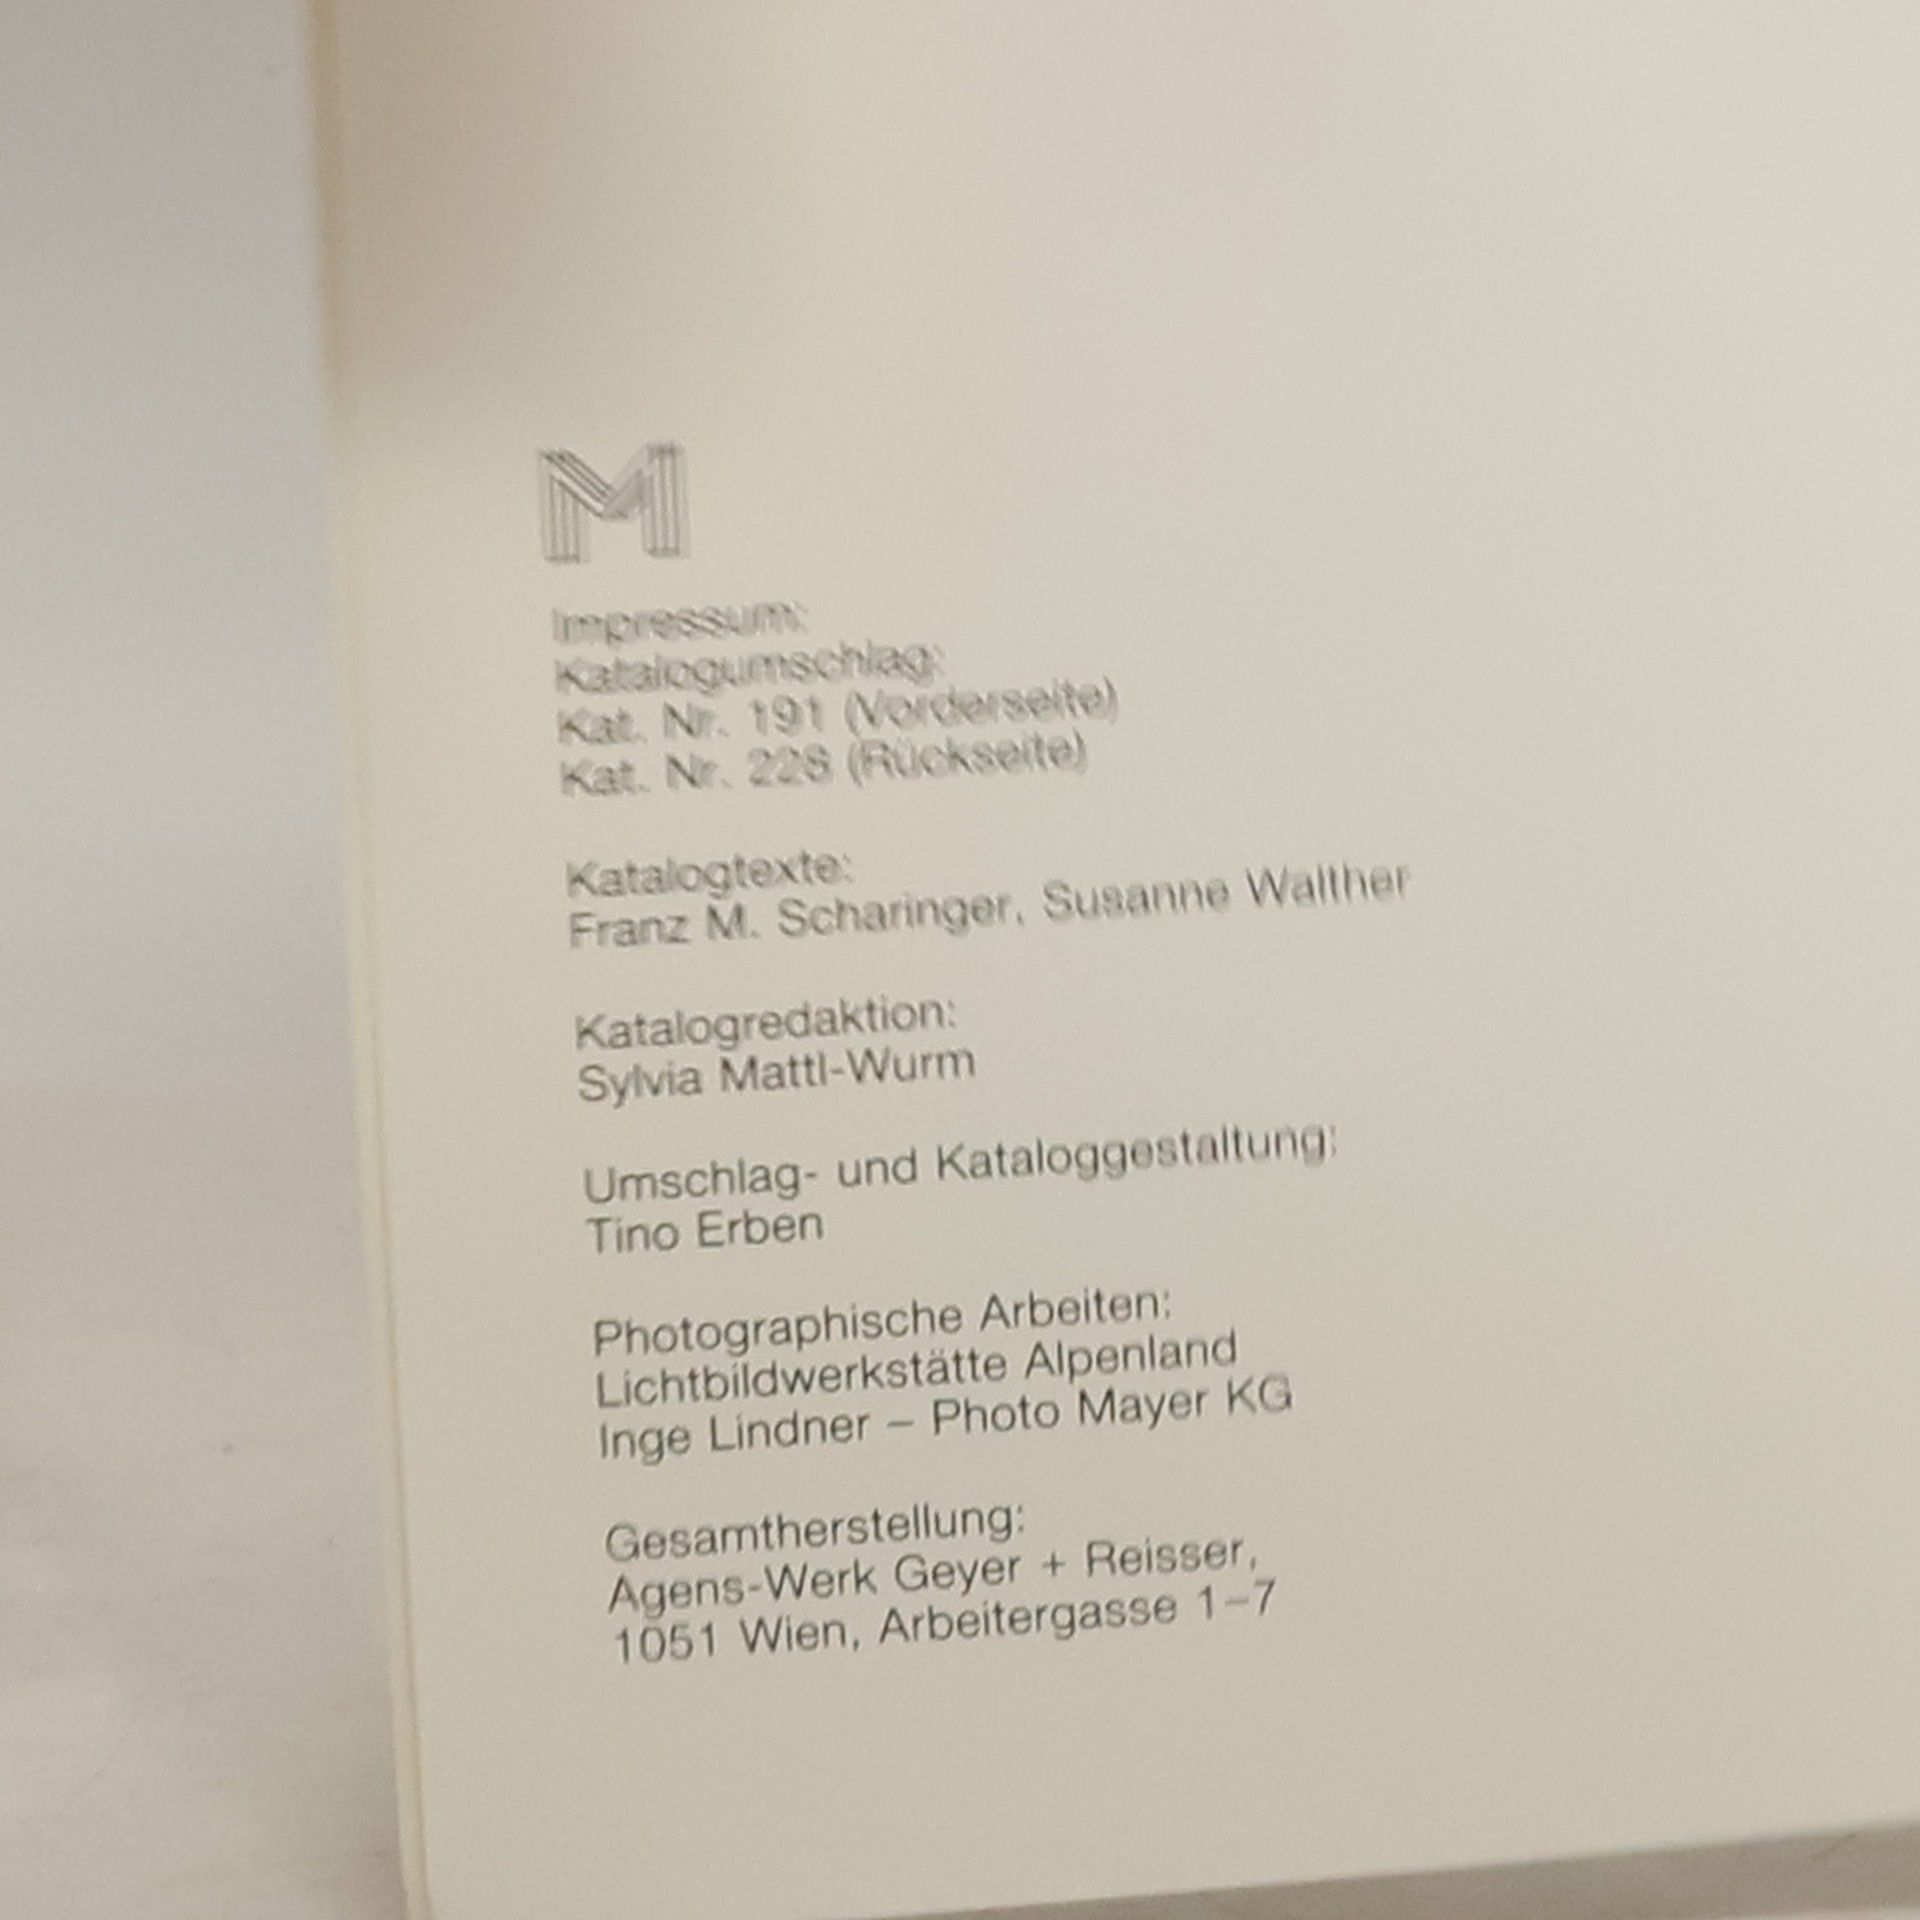 M
Impressum:
Katalogumschlag:
Kat. Nr. 191 (Vorderseite)
Kat. Nr. 228 (Rückseite)
Katalogtexte:
Franz M. Scharinger, Susanne Walther
Katalogredaktion:
Sylvia Mattl-Wurm
Umschlag- und Kataloggestaltung:
Tino Erben
Photographische Arbeiten:
Lichtbildwerkstätte Alpenland
Inge Lindner – Photo Mayer KG
Gesamtherstellung:
Agens-Werk Geyer + Reisser,
1051 Wien, Arbeitergasse 1–7